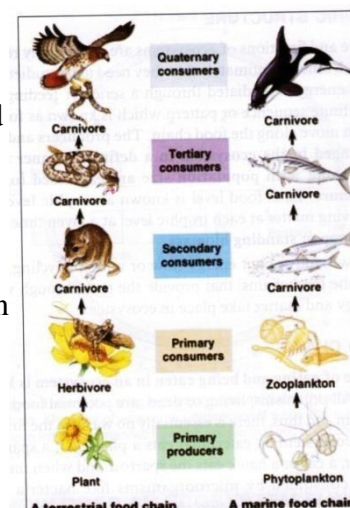 Quaternary consumers
Carnivore
Carnivore
Tertiary consumers
Carnivore
Carnivore
Secondary consumers
Carnivore
Carnivore
Primary consumers
Herbivore
Zooplankton
Primary producers
Plant
Phytoplankton
A terrestrial food chain
A marine food chain